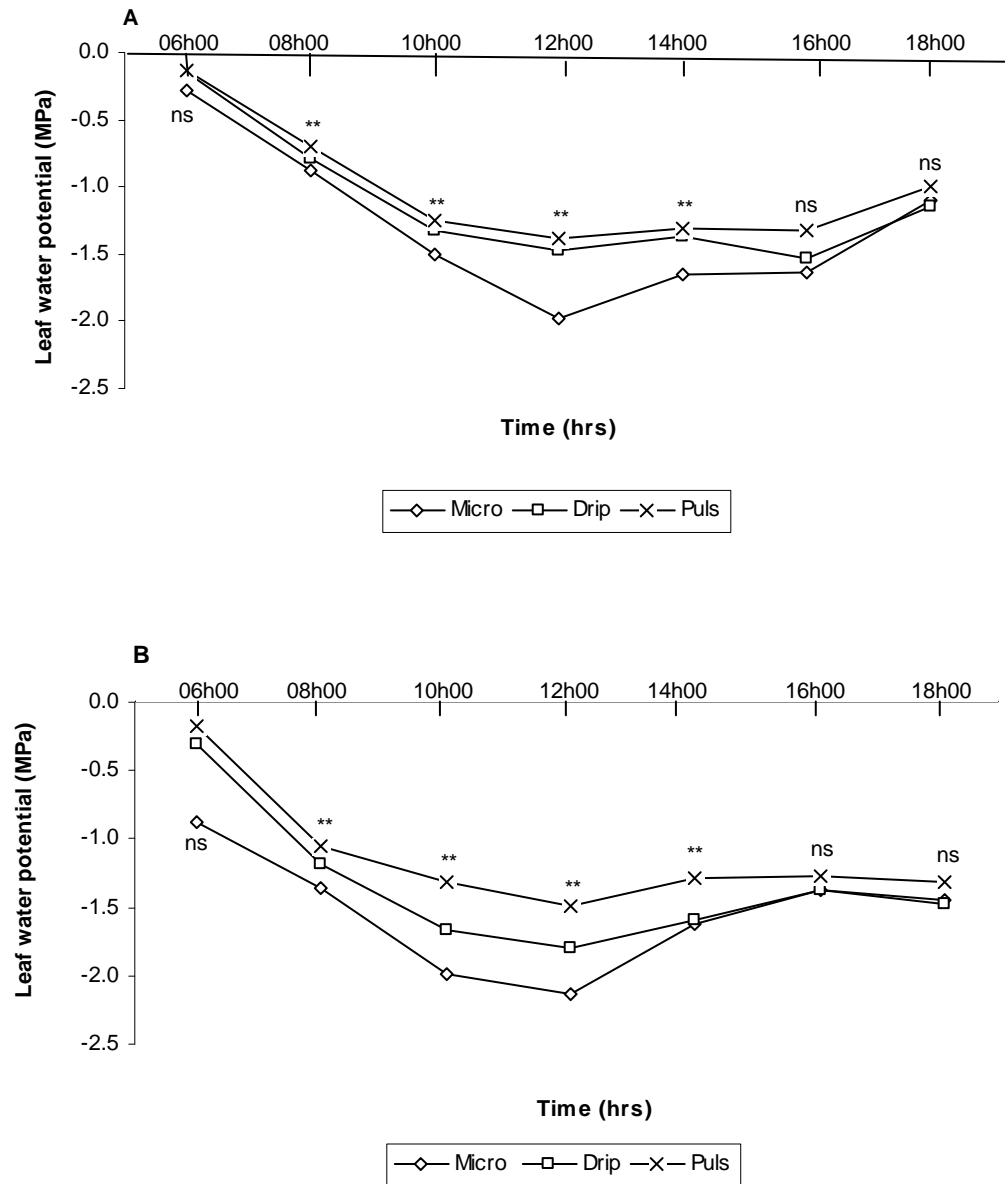 A
06h00 08h00 10h00 12h00 14h00 16h00 18h00
0.0
-0.5
-1.0
-1.5
-2.0
-2.5
Leaf water potential (MPa)
ns ** ** ** ** ns ns
Time (hrs)
Micro Drip Puls
B
06h00 08h00 10h00 12h00 14h00 16h00 18h00
0.0
-0.5
-1.0
-1.5
-2.0
-2.5
Leaf water potential (MPa)
ns ** ** ** ** ns ns
Time (hrs)
Micro Drip Puls